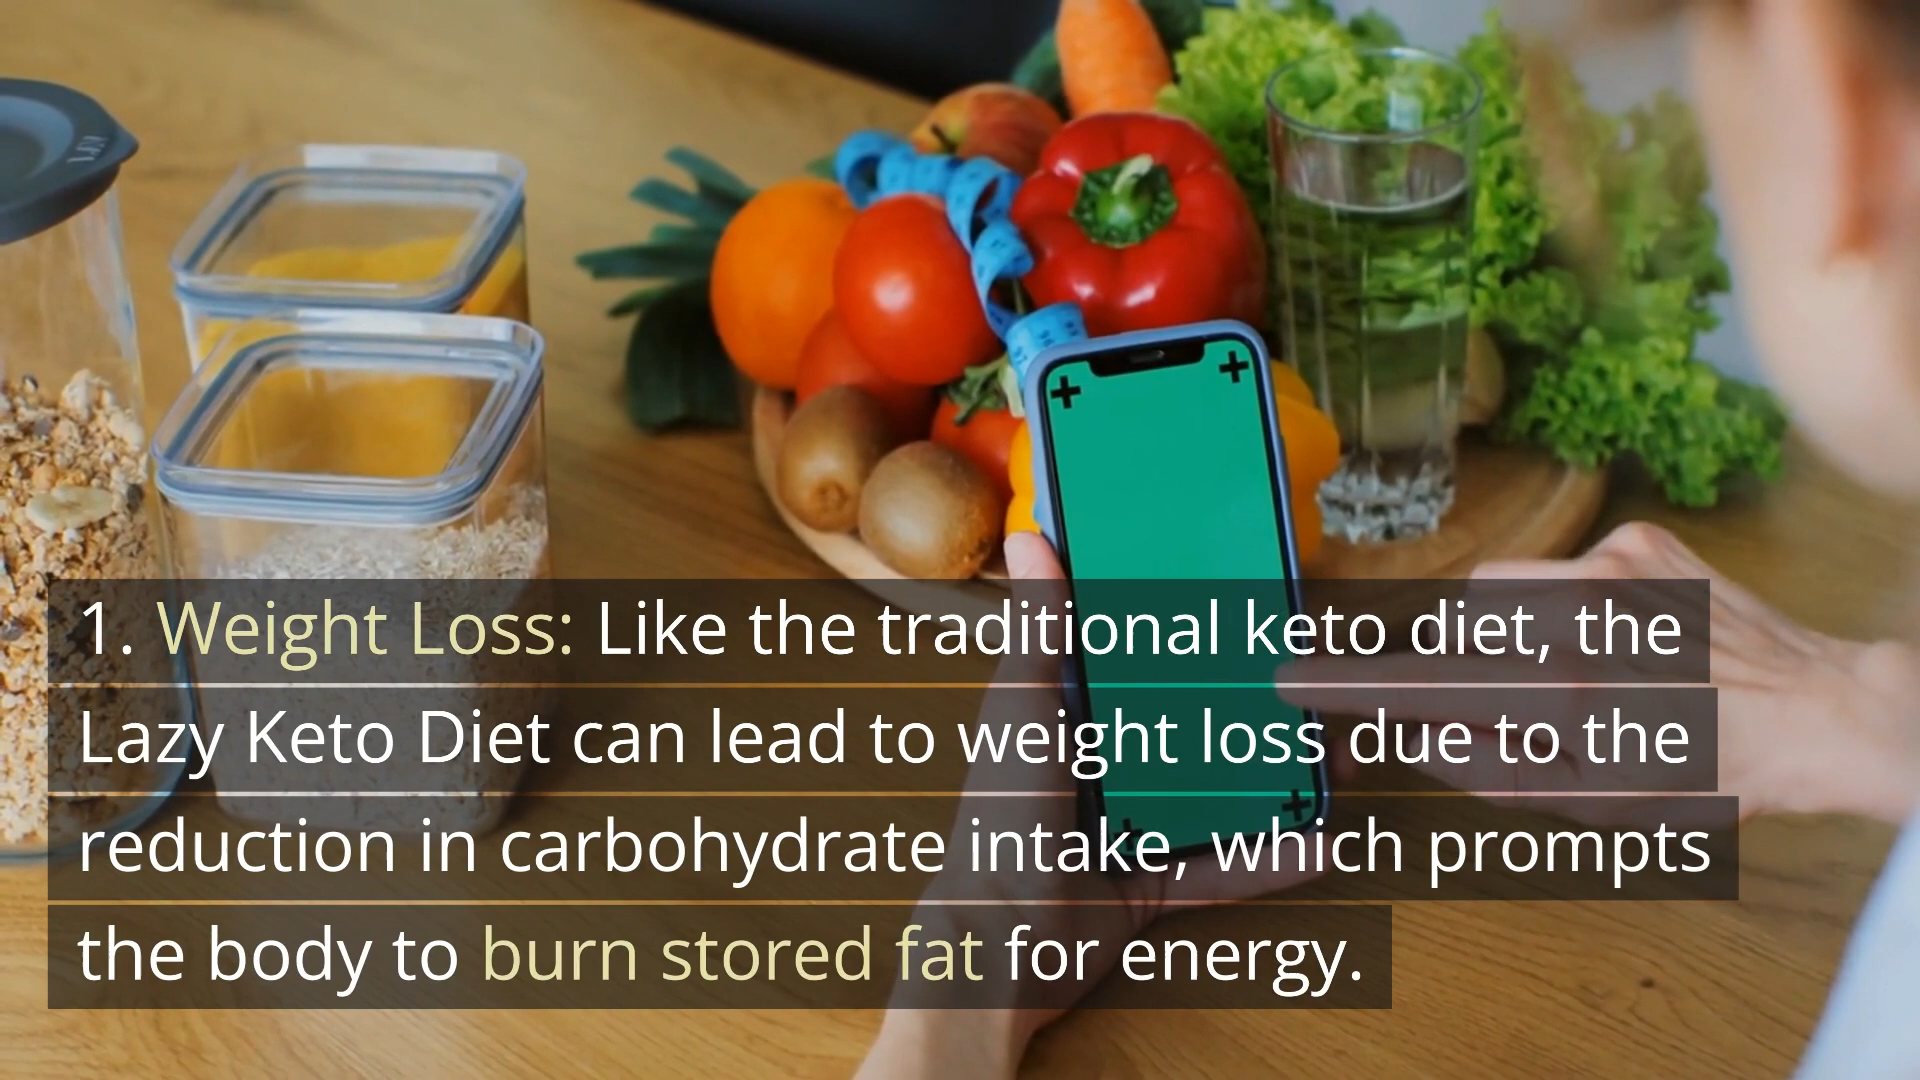 1. Weight Loss: Like the traditional keto diet, the
Lazy Keto Diet can lead to weight loss due to the
reduction in carbohydrate intake, which prompts
the body to burn stored fat for energy.